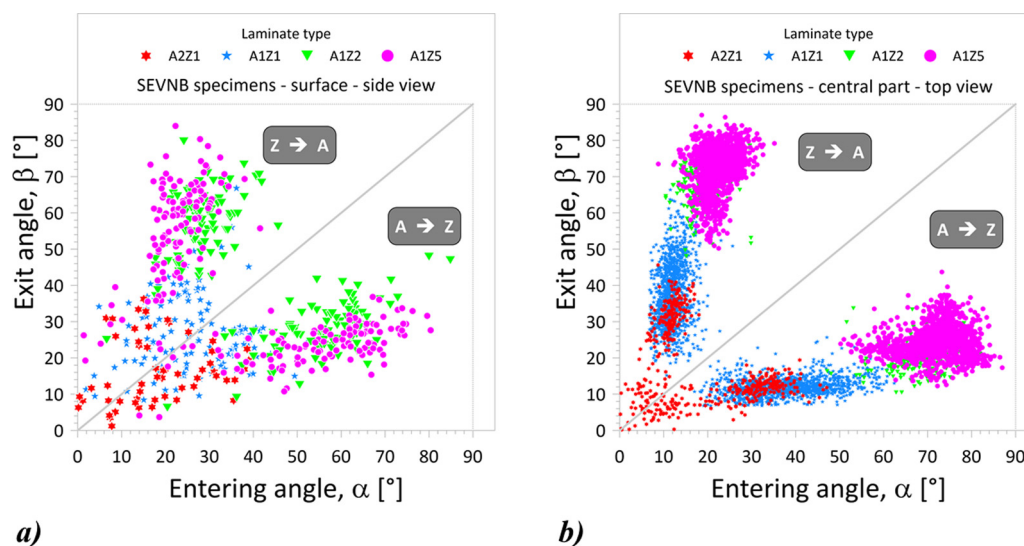 Laminate type
A2Z1 A1Z1 A1Z2 A1Z5
SEVNB specimens - surface - side view
90
80
70
60
50
40
30
20
10
0
Exit angle, β [°]
Z ➔ A
A ➔ Z
0 10 20 30 40 50 60 70 80 90
Entering angle, α [°]
a)
Laminate type
A2Z1 A1Z1 A1Z2 A1Z5
SEVNB specimens - central part - top view
90
80
70
60
50
40
30
20
10
0
Exit angle, β [°]
Z ➔ A
A ➔ Z
0 10 20 30 40 50 60 70 80 90
Entering angle, α [°]
b)